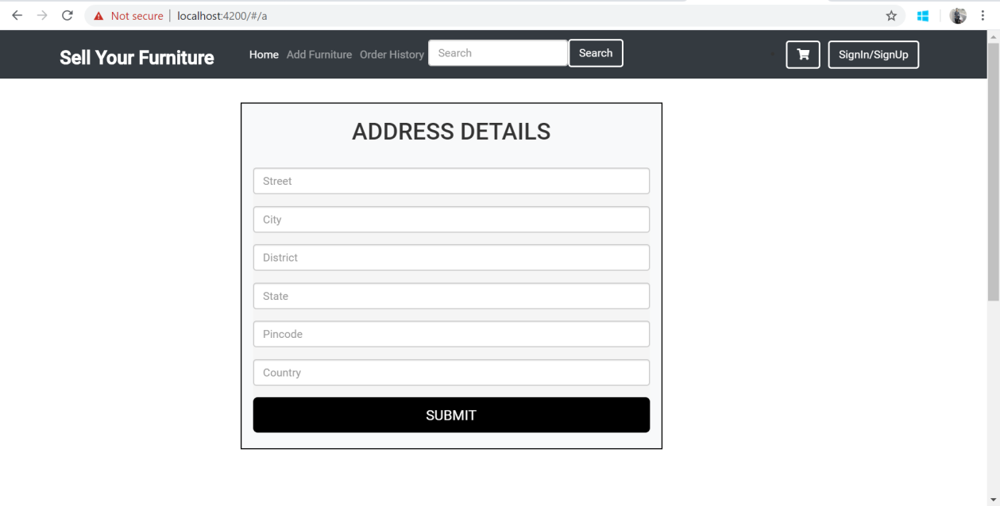 Not secure | localhost:4200/#/a
Sell Your Furniture Home Add Furniture Order History Search Search SignIn/SignUp
ADDRESS DETAILS
Street
City
District
State
Pincode
Country
SUBMIT